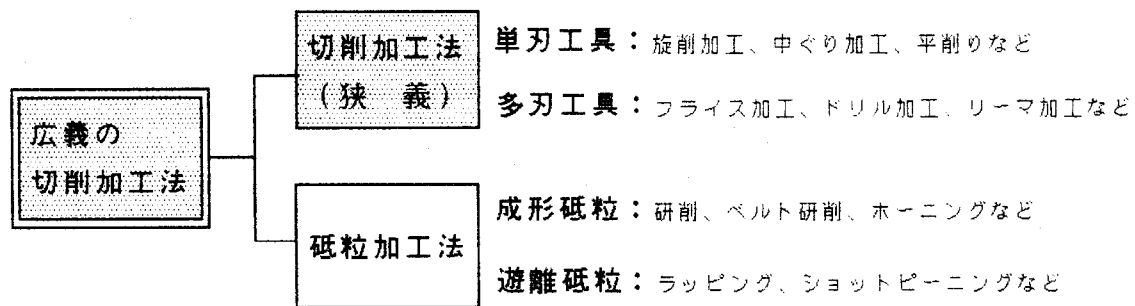 広義の
切削加工法
切削加工法
(狭 義)
単刃工具：旋削加工、中ぐり加工、平削りなど
多刃工具：フライス加工、ドリル加工、リーマ加工など
砥粒加工法
成形砥粒：研削、ベルト研削、ホーニングなど
遊離砥粒：ラッピング、ショットピーニングなど